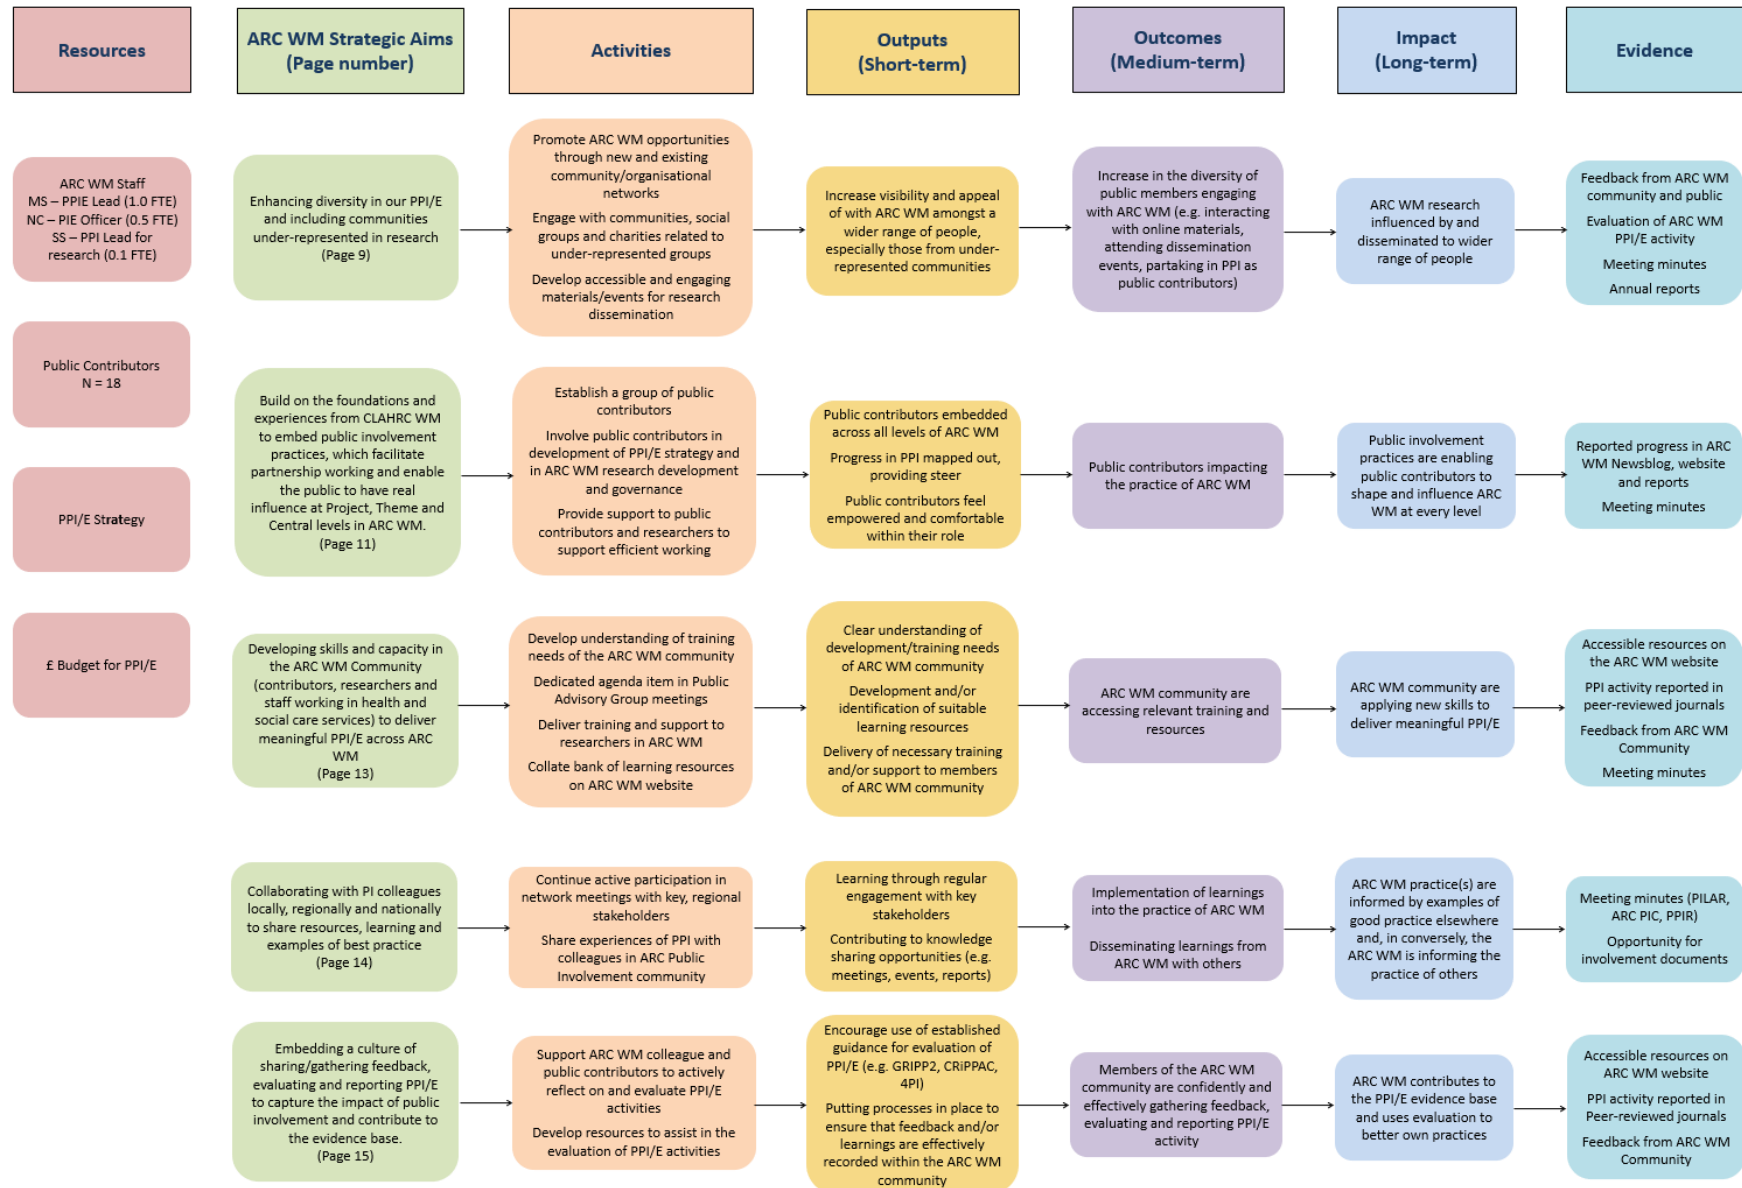 Resources
ARC WM Strategic Aims
(Page number)
Activities
Outputs
(Short-term)
Outcomes
(Medium-term)
Impact
(Long-term)
Evidence
ARC WM Staff
MS – PPIE Lead (1.0 FTE)
NC – PIE Officer (0.5 FTE)
SS – PPI Lead for
research (0.1 FTE)
Public Contributors
N = 18
PPI/E Strategy
£ Budget for PPI/E
Enhancing diversity in our PPI/E
and including communities
under-represented in research
(Page 9)
Promote ARC WM opportunities
through new and existing
community/organisational
networks
Engage with communities, social
groups and charities related to
under-represented groups
Develop accessible and engaging
materials/events for research
dissemination
Increase visibility and appeal
of with ARC WM amongst a
wider range of people,
especially those from under-
represented communities
Increase in the diversity of
public members engaging
with ARC WM (e.g. interacting
with online materials,
attending dissemination
events, partaking in PPI as
public contributors)
ARC WM research
influenced by and
disseminated to wider
range of people
Feedback from ARC WM
community and public
Evaluation of ARC WM
PPI/E activity
Meeting minutes
Annual reports
Build on the foundations and
experiences from CLAHRC WM
to embed public involvement
practices, which facilitate
partnership working and enable
the public to have real
influence at Project, Theme and
Central levels in ARC WM.
(Page 11)
Establish a group of public
contributors
Involve public contributors in
development of PPI/E strategy and
in ARC WM research development
and governance
Provide support to public
contributors and researchers to
support efficient working
Public contributors embedded
across all levels of ARC WM
Progress in PPI mapped out,
providing steer
Public contributors feel
empowered and comfortable
within their role
Public contributors impacting
the practice of ARC WM
Public involvement
practices are enabling
public contributors to
shape and influence ARC
WM at every level
Reported progress in ARC
WM Newsblog, website
and reports
Meeting minutes
Developing skills and capacity in
the ARC WM Community
(contributors, researchers and
staff working in health and
social care services) to deliver
meaningful PPI/E across ARC
WM
(Page 13)
Develop understanding of training
needs of the ARC WM community
Dedicated agenda item in Public
Advisory Group meetings
Deliver training and support to
researchers in ARC WM
Collate bank of learning resources
on ARC WM website
Clear understanding of
development/training needs
of ARC WM community
Development and/or
identification of suitable
learning resources
Delivery of necessary training
and/or support to members
of ARC WM community
ARC WM community are
accessing relevant training and
resources
ARC WM community are
applying new skills to
deliver meaningful PPI/E
Accessible resources on
the ARC WM website
PPI activity reported in
peer-reviewed journals
Feedback from ARC WM
Community
Meeting minutes
Collaborating with PI colleagues
locally, regionally and nationally
to share resources, learning and
examples of best practice
(Page 14)
Continue active participation in
network meetings with key, regional
stakeholders
Share experiences of PPI with
colleagues in ARC Public
Involvement community
Learning through regular
engagement with key
stakeholders
Contributing to knowledge
sharing opportunities (e.g.
meetings, events, reports)
Implementation of learnings
into the practice of ARC WM
Disseminating learnings from
ARC WM with others
ARC WM practice(s) are
informed by examples of
good practice elsewhere
and, in conversely, the
ARC WM is informing the
practice of others
Meeting minutes (PILAR,
ARC PIC, PPIR)
Opportunity for
involvement documents
Embedding a culture of
sharing/gathering feedback,
evaluating and reporting PPI/E
to capture the impact of public
involvement and contribute to
the evidence base.
(Page 15)
Support ARC WM colleague and
public contributors to actively
reflect on and evaluate PPI/E
activities
Develop resources to assist in the
evaluation of PPI/E activities
Encourage use of established
guidance for evaluation of
PPI/E (e.g. GRIPP2, CRiPPAC,
4PI)
Putting processes in place to
ensure that feedback and/or
learnings are effectively
recorded within the ARC WM
community
Members of the ARC WM
community are confidently and
effectively gathering feedback,
evaluating and reporting PPI/E
activity
ARC WM contributes to
the PPI/E evidence base
and uses evaluation to
better own practices
Accessible resources on
ARC WM website
PPI activity reported in
Peer-reviewed journals
Feedback from ARC WM
Community